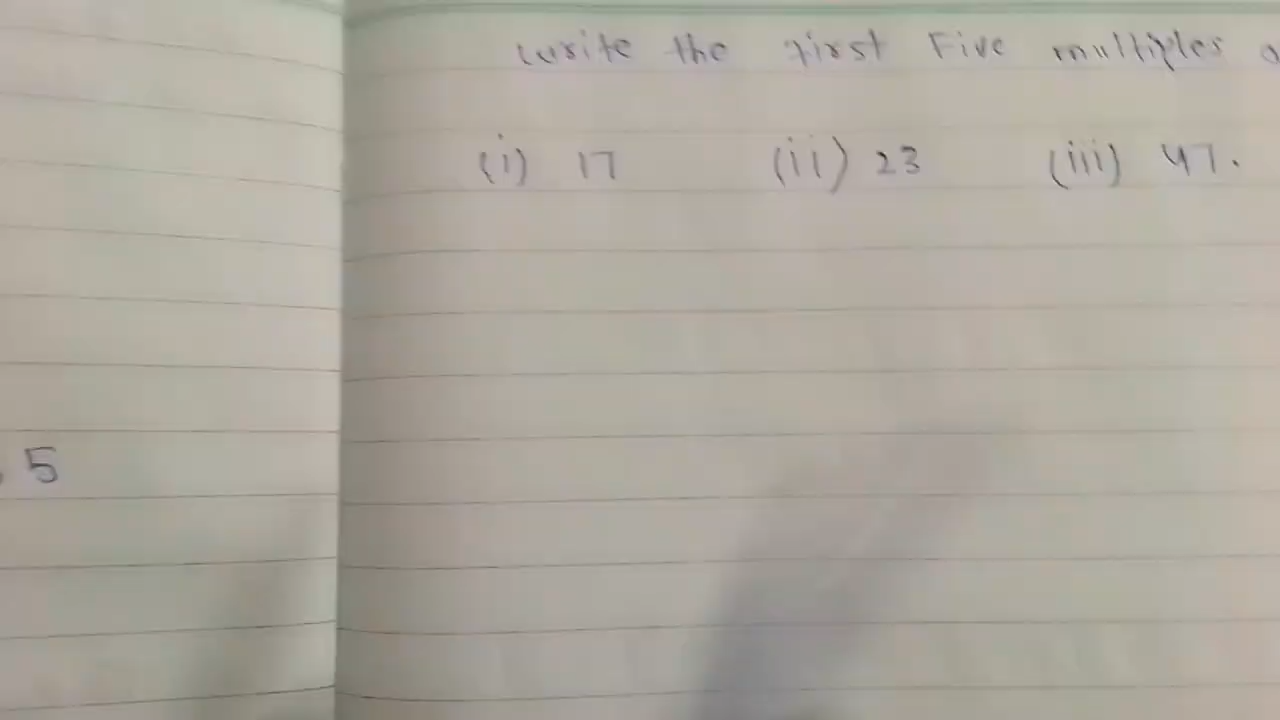 write the first Five multiples
(i) 17 (ii) 23 (iii) 47.
5